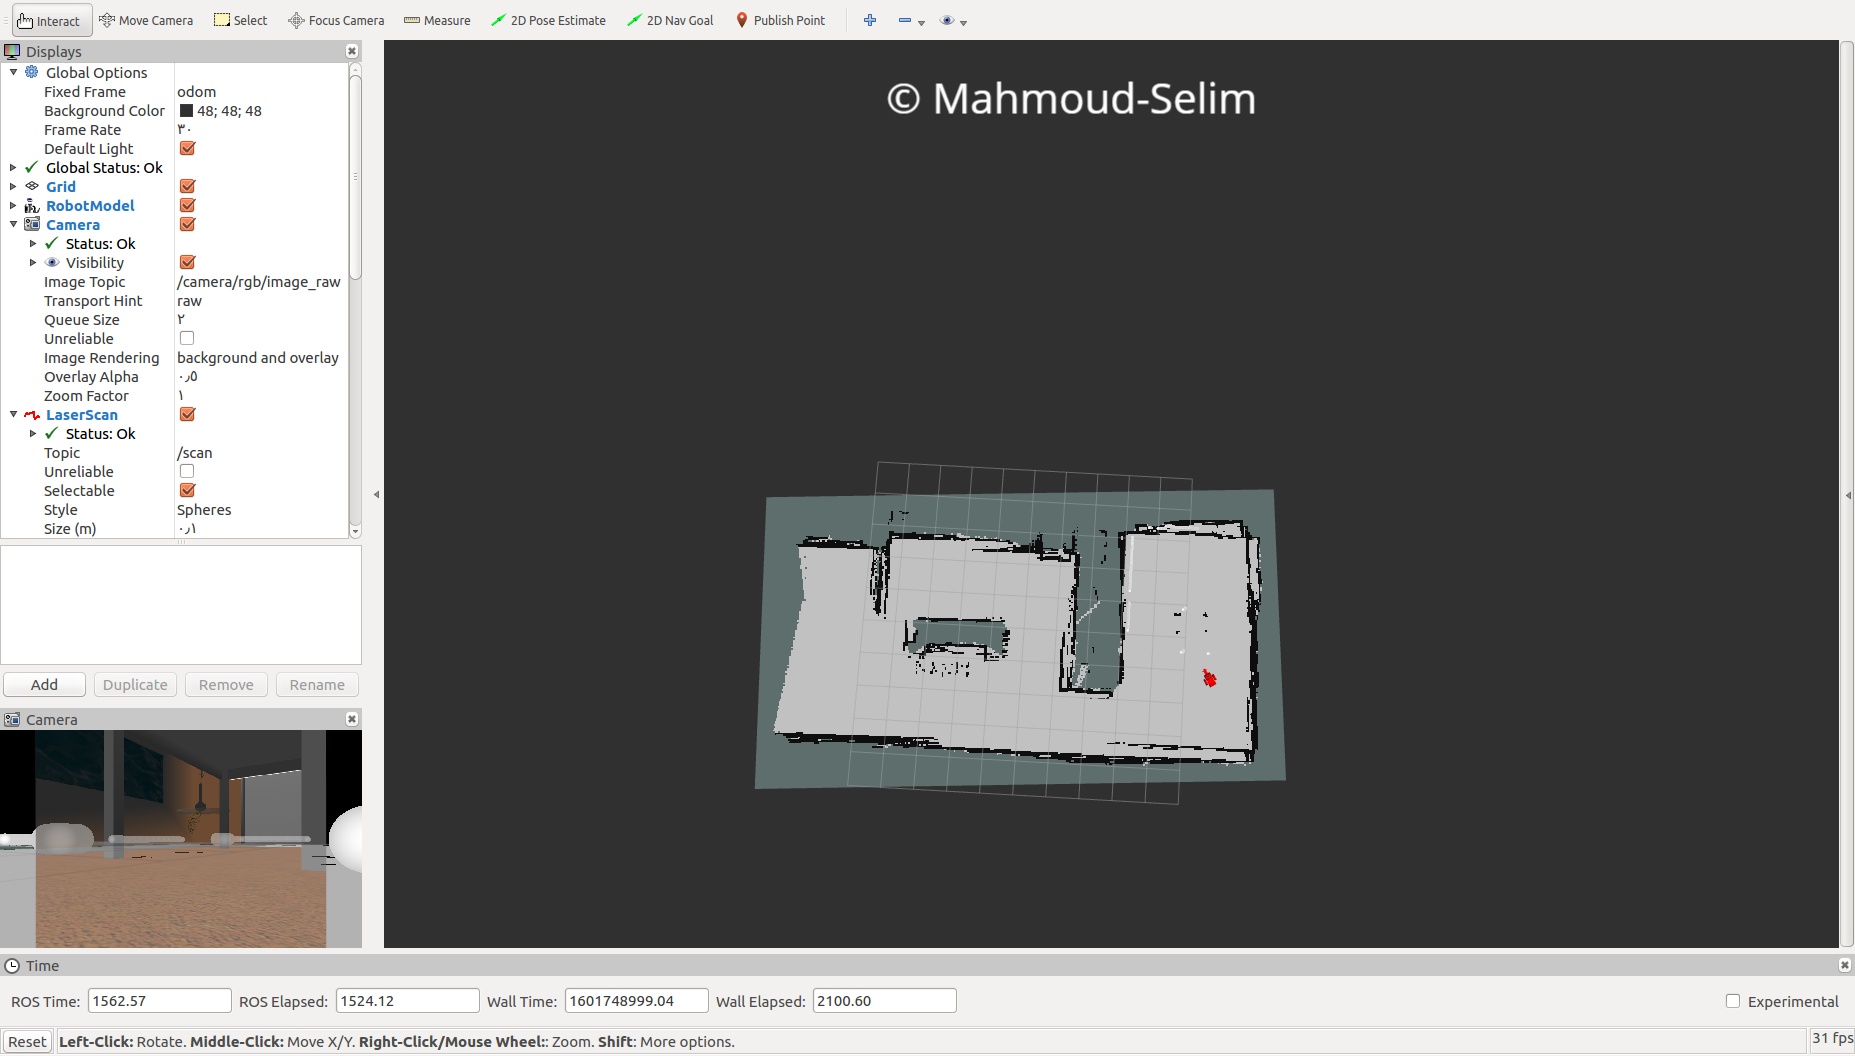 Interact Move Camera Select Focus Camera Measure 2D Pose Estimate 2D Nav Goal Publish Point
Displays
Global Options
Fixed Frame odom
Background Color 48; 48; 48
Frame Rate ٣٠
Default Light
Global Status: Ok
Grid
RobotModel
Camera
Status: Ok
Visibility
Image Topic /camera/rgb/image_raw
Transport Hint raw
Queue Size ٢
Unreliable
Image Rendering background and overlay
Overlay Alpha ٠٫٥
Zoom Factor ١
LaserScan
Status: Ok
Topic /scan
Unreliable
Selectable
Style Spheres
Size (m) ٠٫١
Add Duplicate Remove Rename
Camera
© Mahmoud-Selim
Time
ROS Time: 1562.57 ROS Elapsed: 1524.12 Wall Time: 1601748999.04 Wall Elapsed: 2100.60 Experimental
Reset Left-Click: Rotate. Middle-Click: Move X/Y. Right-Click/Mouse Wheel:: Zoom. Shift: More options. 31 fps